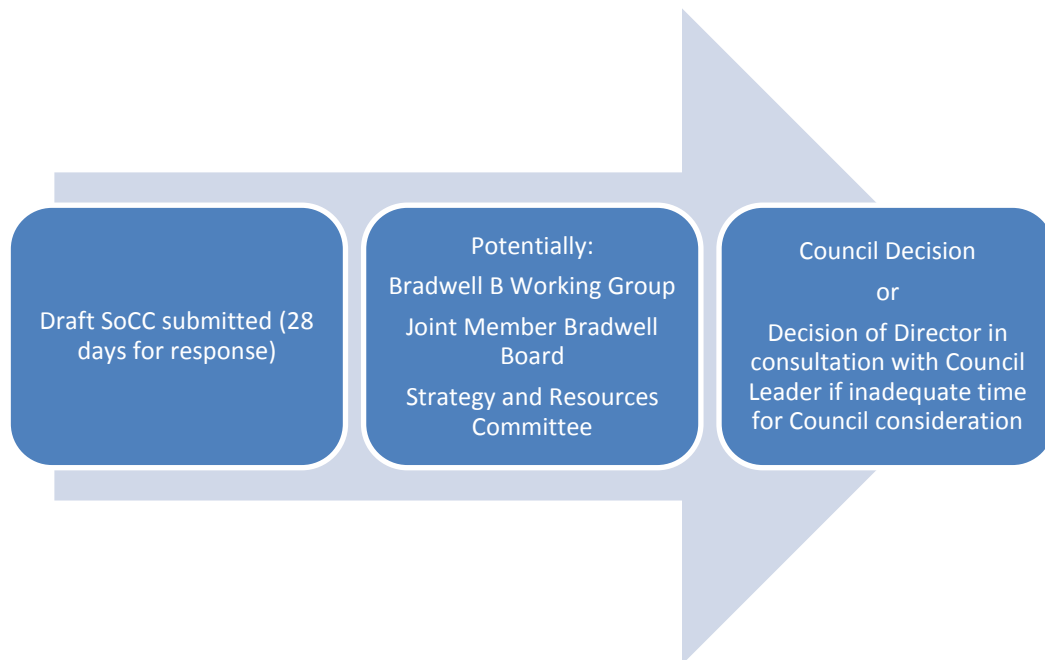 Draft SoCC submitted (28
days for response)
Potentially:
Bradwell B Working Group
Joint Member Bradwell
Board
Strategy and Resources
Committee
Council Decision
or
Decision of Director in
consultation with Council
Leader if inadequate time
for Council consideration